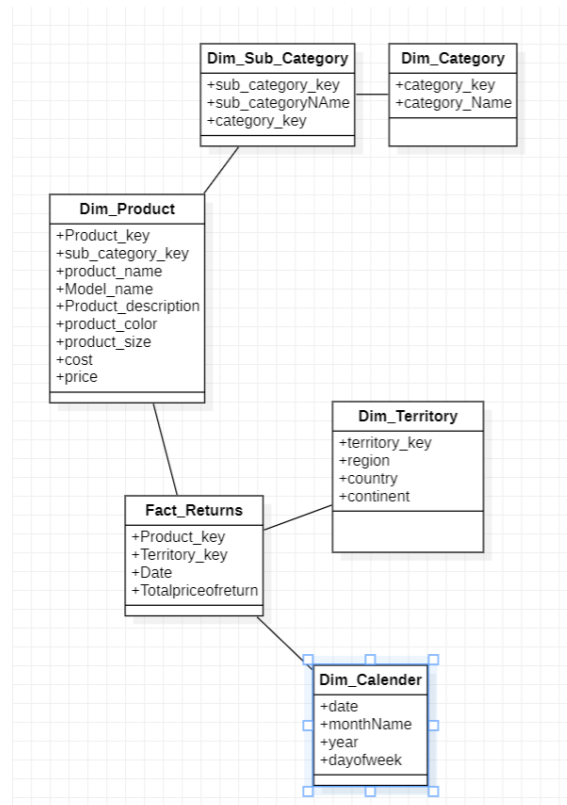 Dim_Sub_Category
+sub_category_key
+sub_categoryNAme
+category_key
Dim_Category
+category_key
+category_Name
Dim_Product
+Product_key
+sub_category_key
+product_name
+Model_name
+Product_description
+product_color
+product_size
+cost
+price
Dim_Territory
+territory_key
+region
+country
+continent
Fact_Returns
+Product_key
+Territory_key
+Date
+Totalpriceofreturn
Dim_Calender
+date
+monthName
+year
+dayofweek